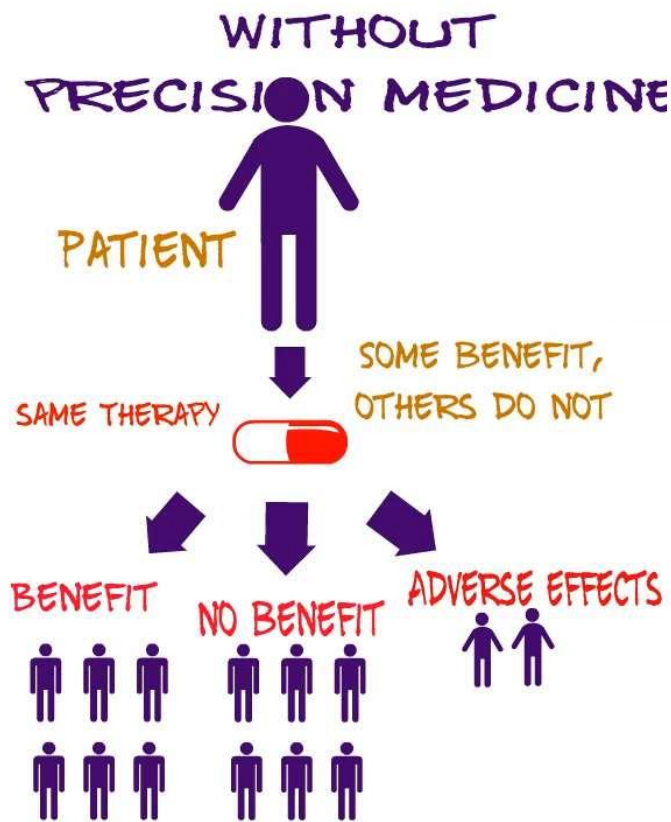 WITHOUT
PRECISION MEDICINE
PATIENT
SOME BENEFIT,
OTHERS DO NOT
SAME THERAPY
BENEFIT
NO BENEFIT
ADVERSE EFFECTS